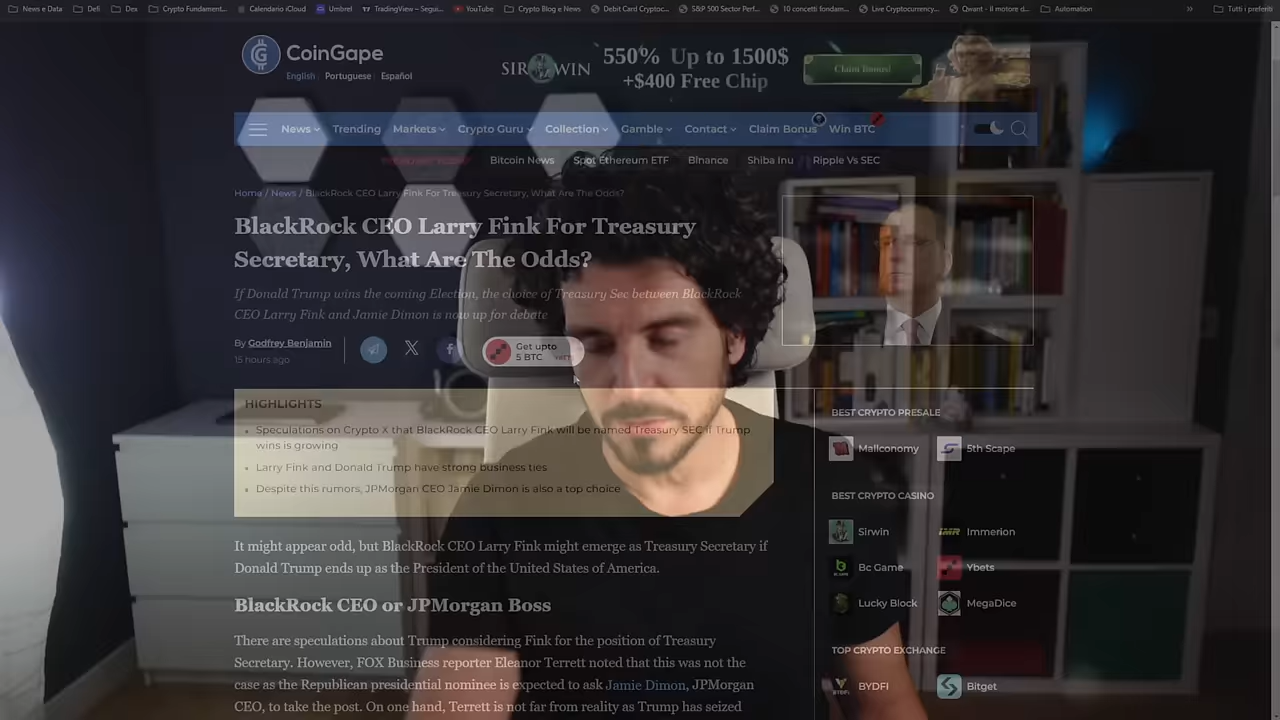 News e Data Defi Dex Crypto Fundament... Calendario iCloud Umbrel TradingView – Segui... YouTube Crypto Blog e News Debit Card Cryptoc... S&P 500 Sector Perf... 10 concetti fondam... Live Cryptocurrency... Qwant - Il motore d... Automation » Tutti i preferiti
CoinGape
English Portuguese Español
SIR WIN
550% Up to 1500$
+$400 Free Chip
Claim Bonus!
News Trending Markets Crypto Guru Collection Gamble Contact Claim Bonus Win BTC
Bitcoin News Spot Ethereum ETF Binance Shiba Inu Ripple Vs SEC
Home / News / BlackRock CEO Larry Fink For Treasury Secretary, What Are The Odds?
BlackRock CEO Larry Fink For Treasury
Secretary, What Are The Odds?
If Donald Trump wins the coming Election, the choice of Treasury Sec between BlackRock
CEO Larry Fink and Jamie Dimon is now up for debate
By Godfrey Benjamin
15 hours ago
Get upto
5 BTC
HIGHLIGHTS
Speculations on Crypto X that BlackRock CEO Larry Fink will be named Treasury SEC if Trump
wins is growing
Larry Fink and Donald Trump have strong business ties
Despite this rumors, JPMorgan CEO Jamie Dimon is also a top choice
It might appear odd, but BlackRock CEO Larry Fink might emerge as Treasury Secretary if
Donald Trump ends up as the President of the United States of America.
BlackRock CEO or JPMorgan Boss
There are speculations about Trump considering Fink for the position of Treasury
Secretary. However, FOX Business reporter Eleanor Terrett noted that this was not the
case as the Republican presidential nominee is expected to ask Jamie Dimon, JPMorgan
CEO, to take the post. On one hand, Terrett is not far from reality as Trump has seized
BEST CRYPTO PRESALE
Mallconomy 5th Scape
BEST CRYPTO CASINO
Sirwin Immerion
Bc Game Ybets
Lucky Block MegaDice
TOP CRYPTO EXCHANGE
BYDFI Bitget